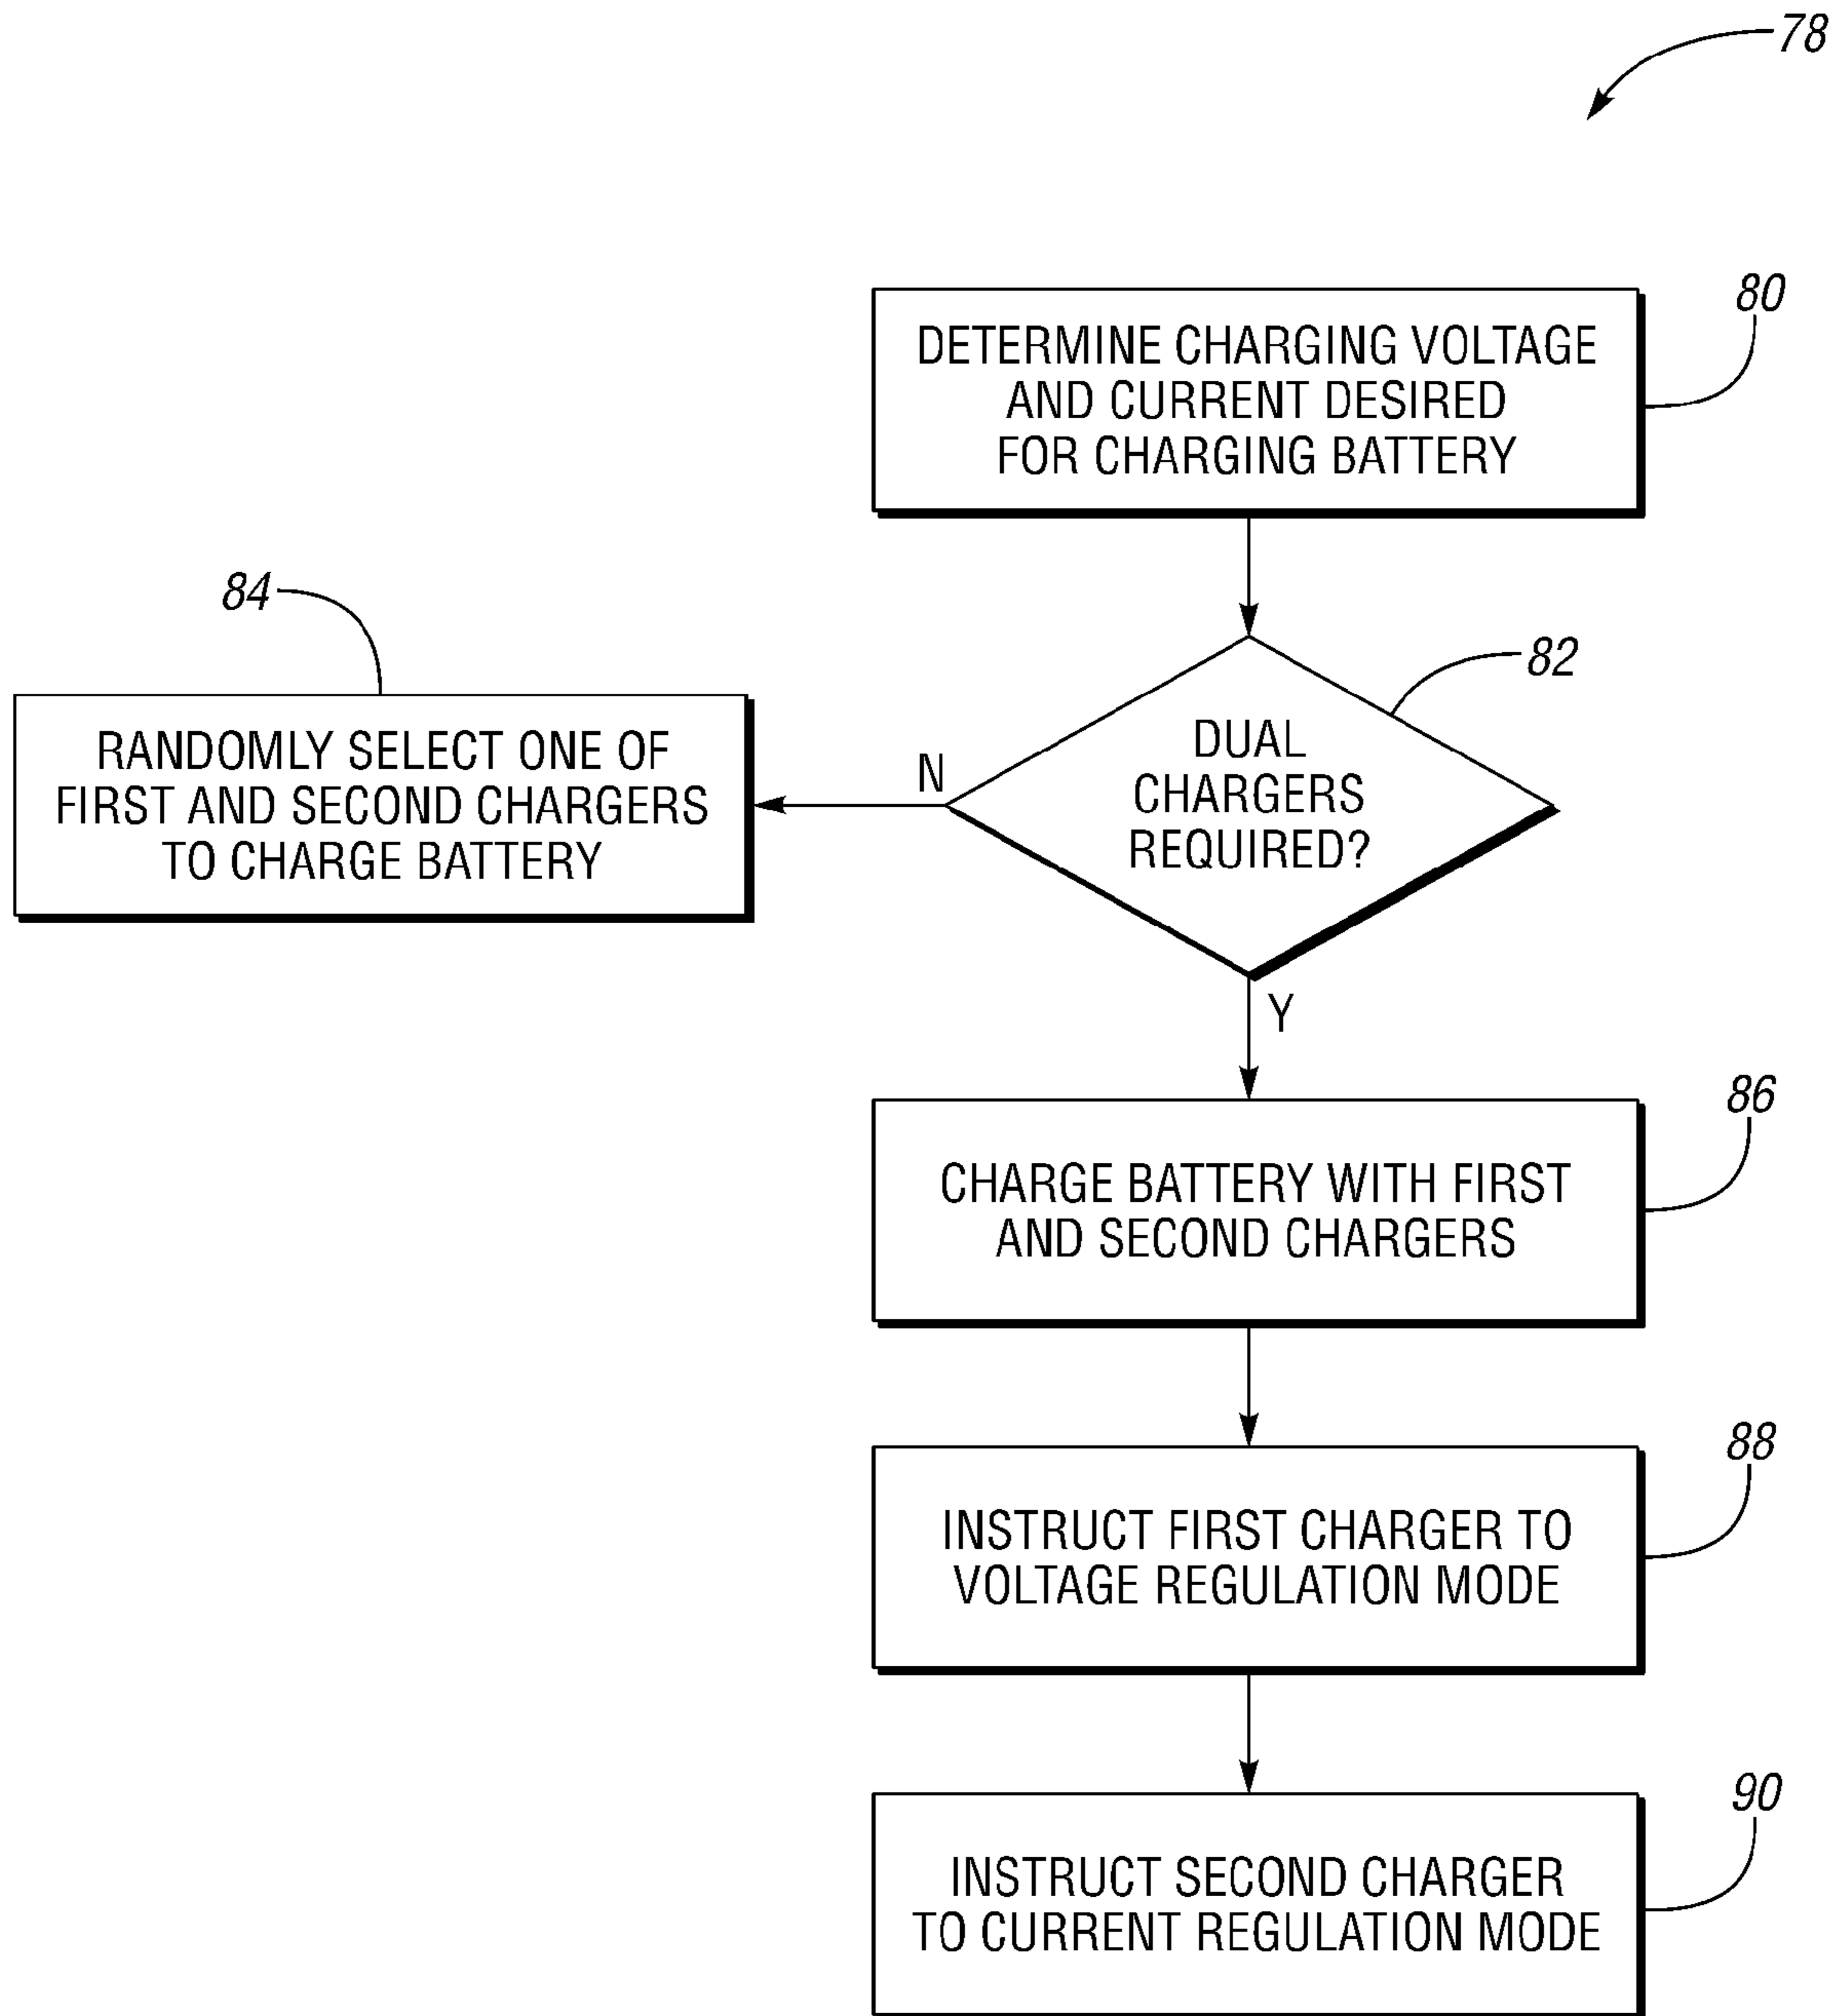 78
80
DETERMINE CHARGING VOLTAGE
AND CURRENT DESIRED
FOR CHARGING BATTERY
84
82
RANDOMLY SELECT ONE OF
FIRST AND SECOND CHARGERS
TO CHARGE BATTERY
N
DUAL
CHARGERS
REQUIRED?
Y
86
CHARGE BATTERY WITH FIRST
AND SECOND CHARGERS
88
INSTRUCT FIRST CHARGER TO
VOLTAGE REGULATION MODE
90
INSTRUCT SECOND CHARGER
TO CURRENT REGULATION MODE